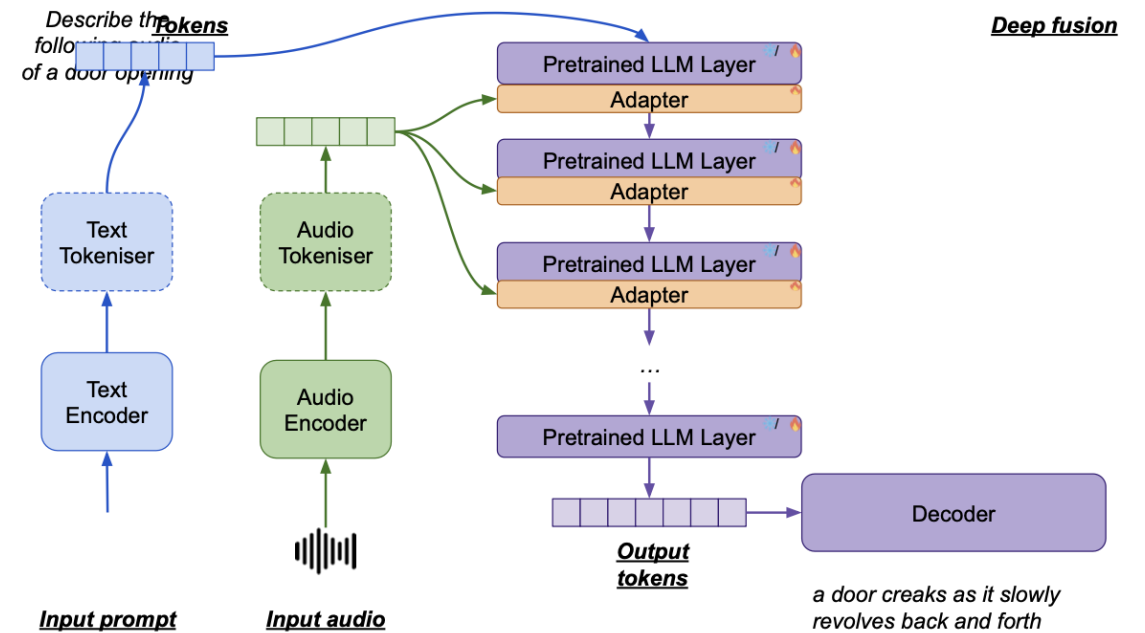 Describe the
following audio
of a door opening
Tokens
Deep fusion
Pretrained LLM Layer
/
Adapter
Pretrained LLM Layer
/
Adapter
Text
Tokeniser
Audio
Tokeniser
Pretrained LLM Layer
/
Adapter
...
Text
Encoder
Audio
Encoder
Pretrained LLM Layer
/
Decoder
Output
tokens
Input prompt
Input audio
a door creaks as it slowly
revolves back and forth